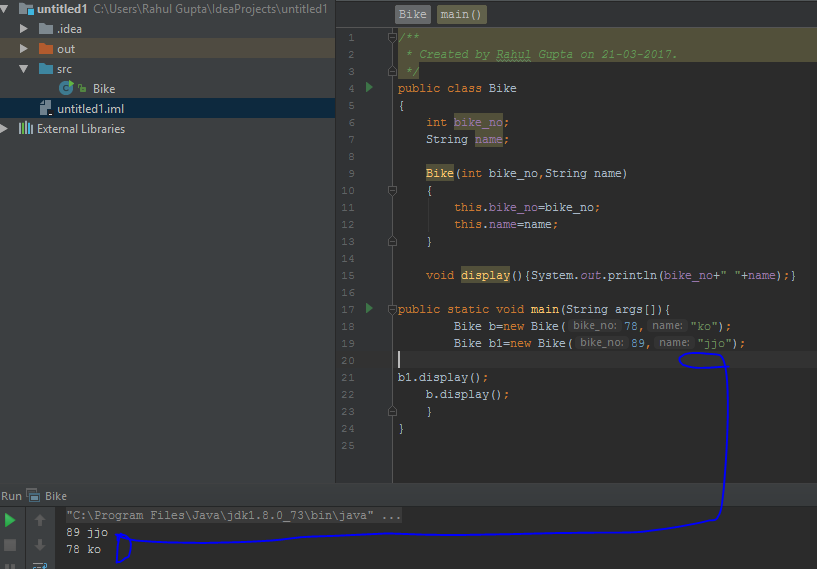 untitled1 C:\Users\Rahul Gupta\IdeaProjects\untitled1
.idea
out
src
Bike
untitled1.iml
External Libraries
Bike main()
1 /**
2 * Created by Rahul Gupta on 21-03-2017.
3 */
4 public class Bike
5 {
6 int bike_no;
7 String name;
8
9 Bike(int bike_no,String name)
10 {
11 this.bike_no=bike_no;
12 this.name=name;
13 }
14
15 void display(){System.out.println(bike_no+" "+name);}
16
17 public static void main(String args[]){
18 Bike b=new Bike( bike_no: 78, name: "ko");
19 Bike b1=new Bike( bike_no: 89, name: "jjo");
20
21 b1.display();
22 b.display();
23 }
24 }
25
Run Bike
"C:\Program Files\Java\jdk1.8.0_73\bin\java" ...
89 jjo
78 ko